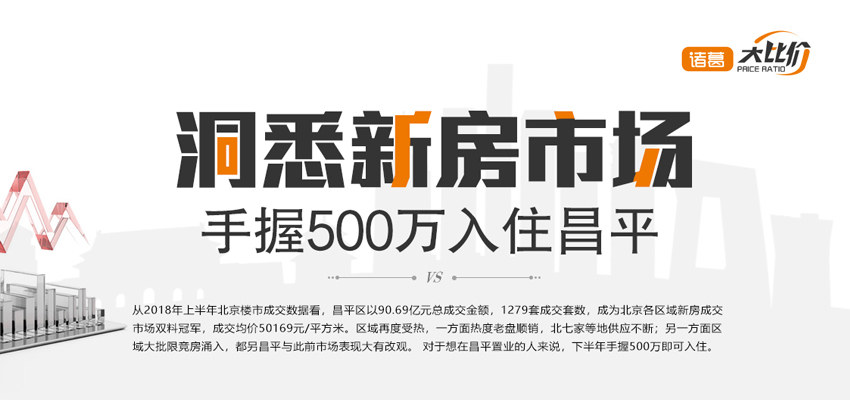 诸葛 大比价
PRICE RATIO
洞悉新房市场
手握500万入住昌平
VS
从2018年上半年北京楼市成交数据看，昌平区以90.69亿元总成交金额，1279套成交套数，成为北京各区域新房成交
市场双料冠军，成交均价50169元/平方米。区域再度受热，一方面热度老盘顺销，北七家等地供应不断；另一方面区
域大批限竞房涌入，都另昌平与此前市场表现大有改观。 对于想在昌平置业的人来说，下半年手握500万即可入住。